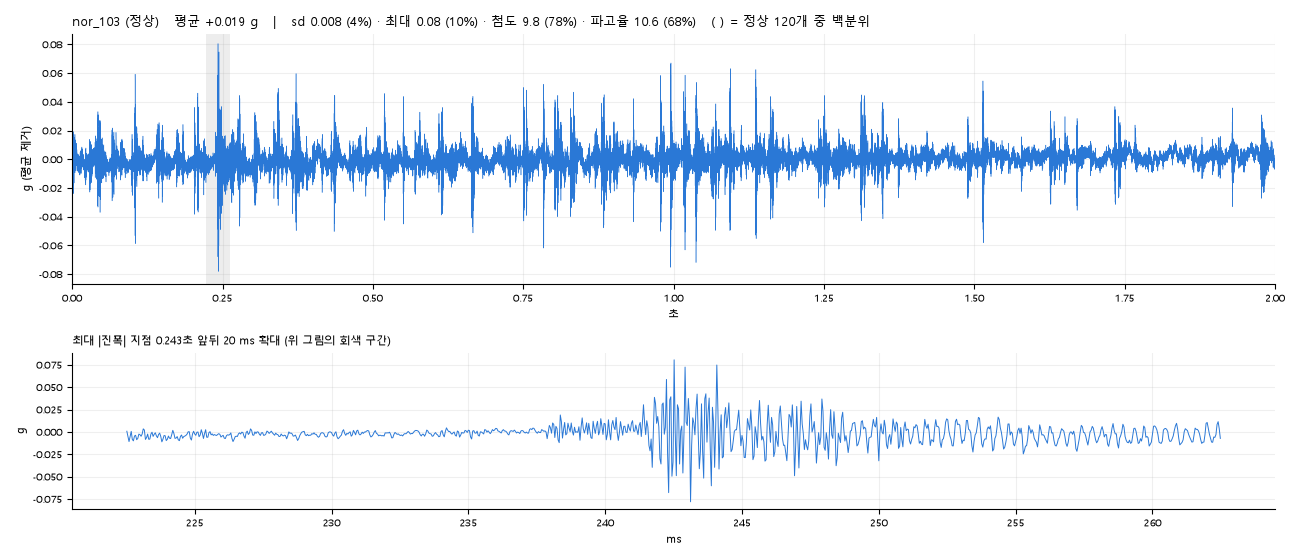 nor_103 (정상) 평균 +0.019 g | sd 0.008 (4%) · 최대 0.08 (10%) · 첨도 9.8 (78%) · 파고율 10.6 (68%) ( ) = 정상 120개 중 백분위
g (평균 제거)
0.08
0.06
0.04
0.02
0.00
-0.02
-0.04
-0.06
-0.08
0.00 0.25 0.50 0.75 1.00 1.25 1.50 1.75 2.00
초
최대 |진폭| 지점 0.243초 앞뒤 20 ms 확대 (위 그림의 회색 구간)
g
0.075
0.050
0.025
0.000
-0.025
-0.050
-0.075
225 230 235 240 245 250 255 260
ms